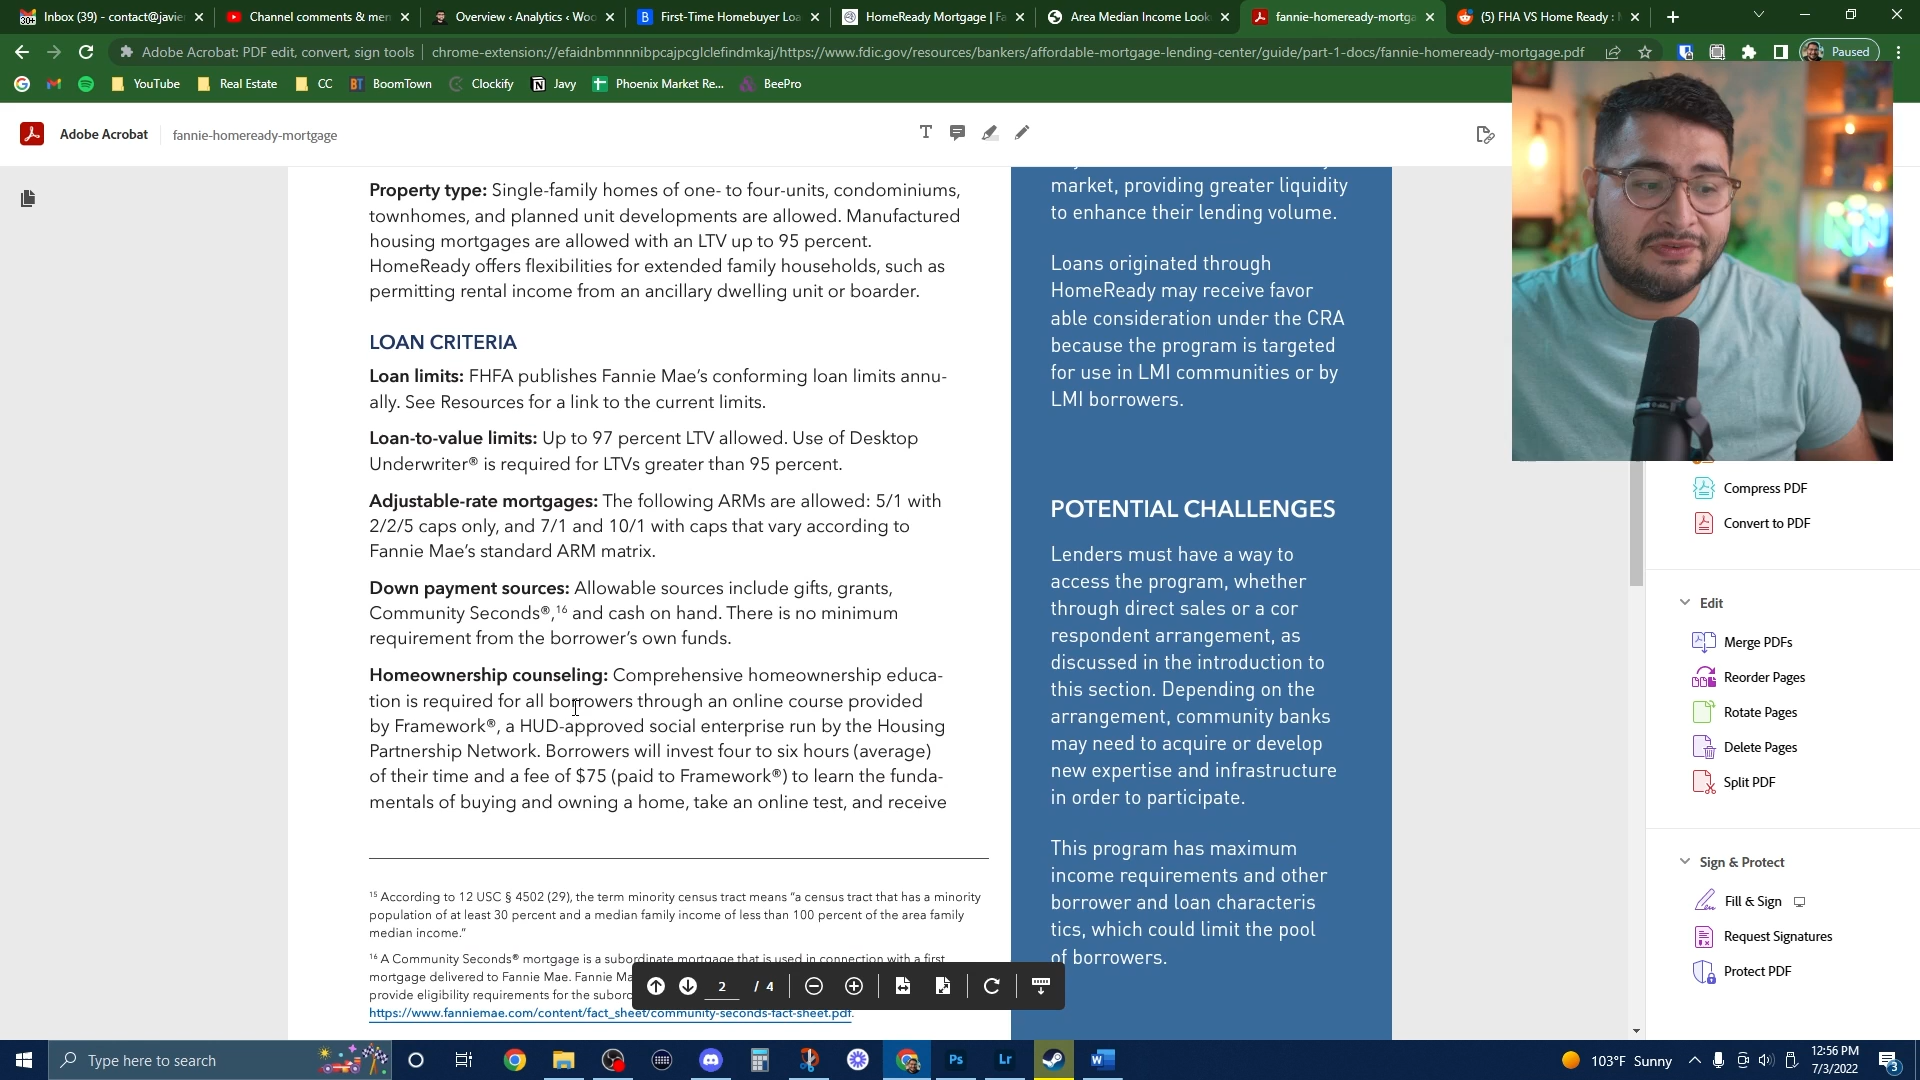 Inbox (39) - contact@javie
Channel comments & men
Overview ‹ Analytics ‹ Woo
First-Time Homebuyer Loa
HomeReady Mortgage | Fa
Area Median Income Look
fannie-homeready-mortga
(5) FHA VS Home Ready :
Adobe Acrobat: PDF edit, convert, sign tools
chrome-extension://efaidnbmnnnibpcajpcglclefindmkaj/https://www.fdic.gov/resources/bankers/affordable-mortgage-lending-center/guide/part-1-docs/fannie-homeready-mortgage.pdf
Paused
YouTube
Real Estate
CC
BoomTown
Clockify
Javy
Phoenix Market Re...
BeePro
Adobe Acrobat
fannie-homeready-mortgage
Property type: Single-family homes of one- to four-units, condominiums,
townhomes, and planned unit developments are allowed. Manufactured
housing mortgages are allowed with an LTV up to 95 percent.
HomeReady offers flexibilities for extended family households, such as
permitting rental income from an ancillary dwelling unit or boarder.
LOAN CRITERIA
Loan limits: FHFA publishes Fannie Mae's conforming loan limits annu-
ally. See Resources for a link to the current limits.
Loan-to-value limits: Up to 97 percent LTV allowed. Use of Desktop
Underwriter® is required for LTVs greater than 95 percent.
Adjustable-rate mortgages: The following ARMs are allowed: 5/1 with
2/2/5 caps only, and 7/1 and 10/1 with caps that vary according to
Fannie Mae's standard ARM matrix.
Down payment sources: Allowable sources include gifts, grants,
Community Seconds®,16 and cash on hand. There is no minimum
requirement from the borrower's own funds.
Homeownership counseling: Comprehensive homeownership educa-
tion is required for all borrowers through an online course provided
by Framework®, a HUD-approved social enterprise run by the Housing
Partnership Network. Borrowers will invest four to six hours (average)
of their time and a fee of $75 (paid to Framework®) to learn the funda-
mentals of buying and owning a home, take an online test, and receive
15 According to 12 USC § 4502 (29), the term minority census tract means "a census tract that has a minority
population of at least 30 percent and a median family income of less than 100 percent of the area family
median income."
16 A Community Seconds® mortgage is a subordinate mortgage that is used in connection with a first
mortgage delivered to Fannie Mae. Fannie Ma
provide eligibility requirements for the subord
https://www.fanniemae.com/content/fact_sheet/community-seconds-fact-sheet.pdf.
market, providing greater liquidity
to enhance their lending volume.
Loans originated through
HomeReady may receive favor
able consideration under the CRA
because the program is targeted
for use in LMI communities or by
LMI borrowers.
POTENTIAL CHALLENGES
Lenders must have a way to
access the program, whether
through direct sales or a cor
respondent arrangement, as
discussed in the introduction to
this section. Depending on the
arrangement, community banks
may need to acquire or develop
new expertise and infrastructure
in order to participate.
This program has maximum
income requirements and other
borrower and loan characteris
tics, which could limit the pool
of borrowers.
2 / 4
Compress PDF
Convert to PDF
Edit
Merge PDFs
Reorder Pages
Rotate Pages
Delete Pages
Split PDF
Sign & Protect
Fill & Sign
Request Signatures
Protect PDF
Type here to search
103°F Sunny
12:56 PM
7/3/2022
3